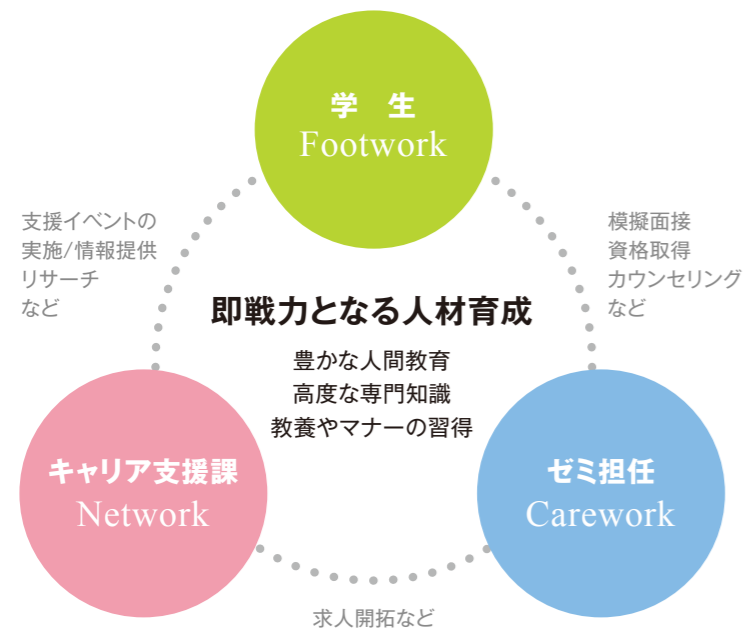 学　生
Footwork
支援イベントの
実施/情報提供
リサーチ
など
模擬面接
資格取得
カウンセリング
など
即戦力となる人材育成
豊かな人間教育
高度な専門知識
教養やマナーの習得
キャリア支援課
Network
ゼミ担任
Carework
求人開拓など